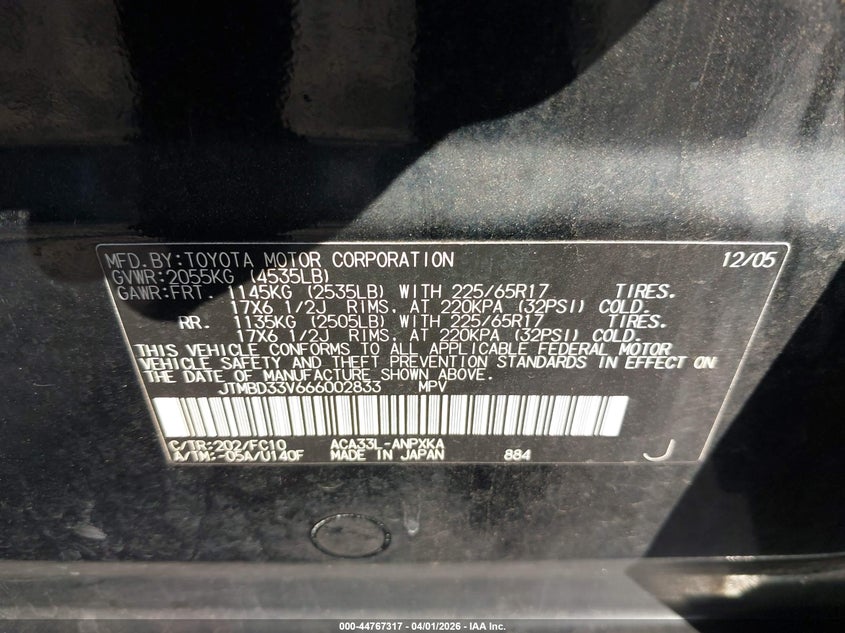 MFD. BY: TOYOTA MOTOR CORPORATION 12/05
GVWR: 2055KG (4535LB)
GAWR: FRT. 1145KG (2535LB) WITH 225/65R17 TIRES.
17X6 1/2J RIMS, AT 220KPA (32PSI) COLD.
RR. 1135KG (2505LB) WITH 225/65R17 TIRES.
17X6 1/2J RIMS, AT 220KPA (32PSI) COLD.
THIS VEHICLE CONFORMS TO ALL APPLICABLE FEDERAL MOTOR
VEHICLE SAFETY AND THEFT PREVENTION STANDARDS IN EFFECT ON
THE DATE OF MANUFACTURE SHOWN ABOVE.
JTMBD33V666002833 MPV
C/TR: 202/FC10 ACA33L-ANPXKA
A/TM: -05A/U140F MADE IN JAPAN 884 J
000-44767317 - 04/01/2026 - IAA Inc.